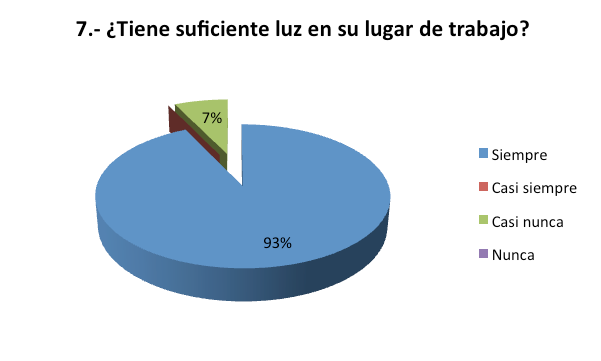 7.- ¿Tiene suficiente luz en su lugar de trabajo?
7%
93%
Siempre
Casi siempre
Casi nunca
Nunca